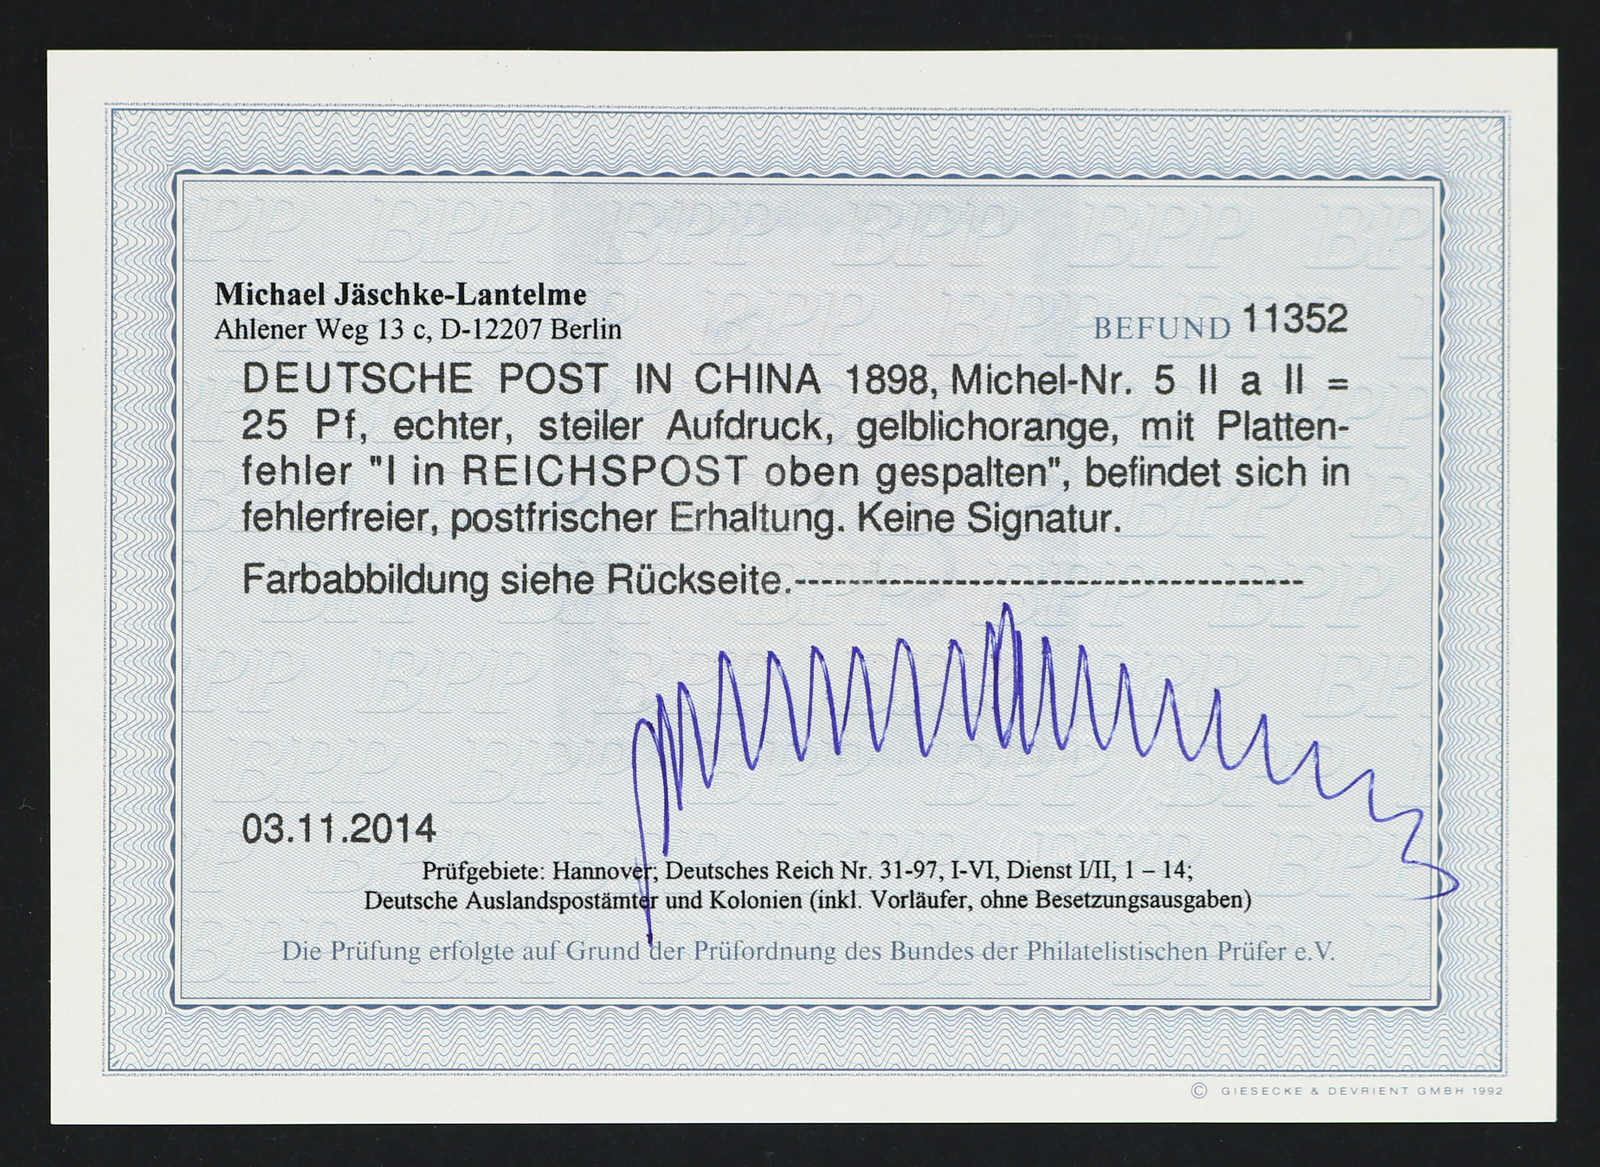 Michael Jäschke-Lantelme
Ahlener Weg 13 c, D-12207 Berlin
BEFUND 11352
DEUTSCHE POST IN CHINA 1898, Michel-Nr. 5 II a II =
25 Pf, echter, steiler Aufdruck, gelblichorange, mit Platten-
fehler "I in REICHSPOST oben gespalten", befindet sich in
fehlerfreier, postfrischer Erhaltung. Keine Signatur.
Farbabbildung siehe Rückseite.--------------------------------------
03.11.2014
Prüfgebiete: Hannover; Deutsches Reich Nr. 31-97, I-VI, Dienst I/II, 1 – 14;
Deutsche Auslandspostämter und Kolonien (inkl. Vorläufer, ohne Besetzungsausgaben)
Die Prüfung erfolgte auf Grund der Prüfordnung des Bundes der Philatelistischen Prüfer e.V.
© GIESECKE & DEVRIENT GMBH 1992